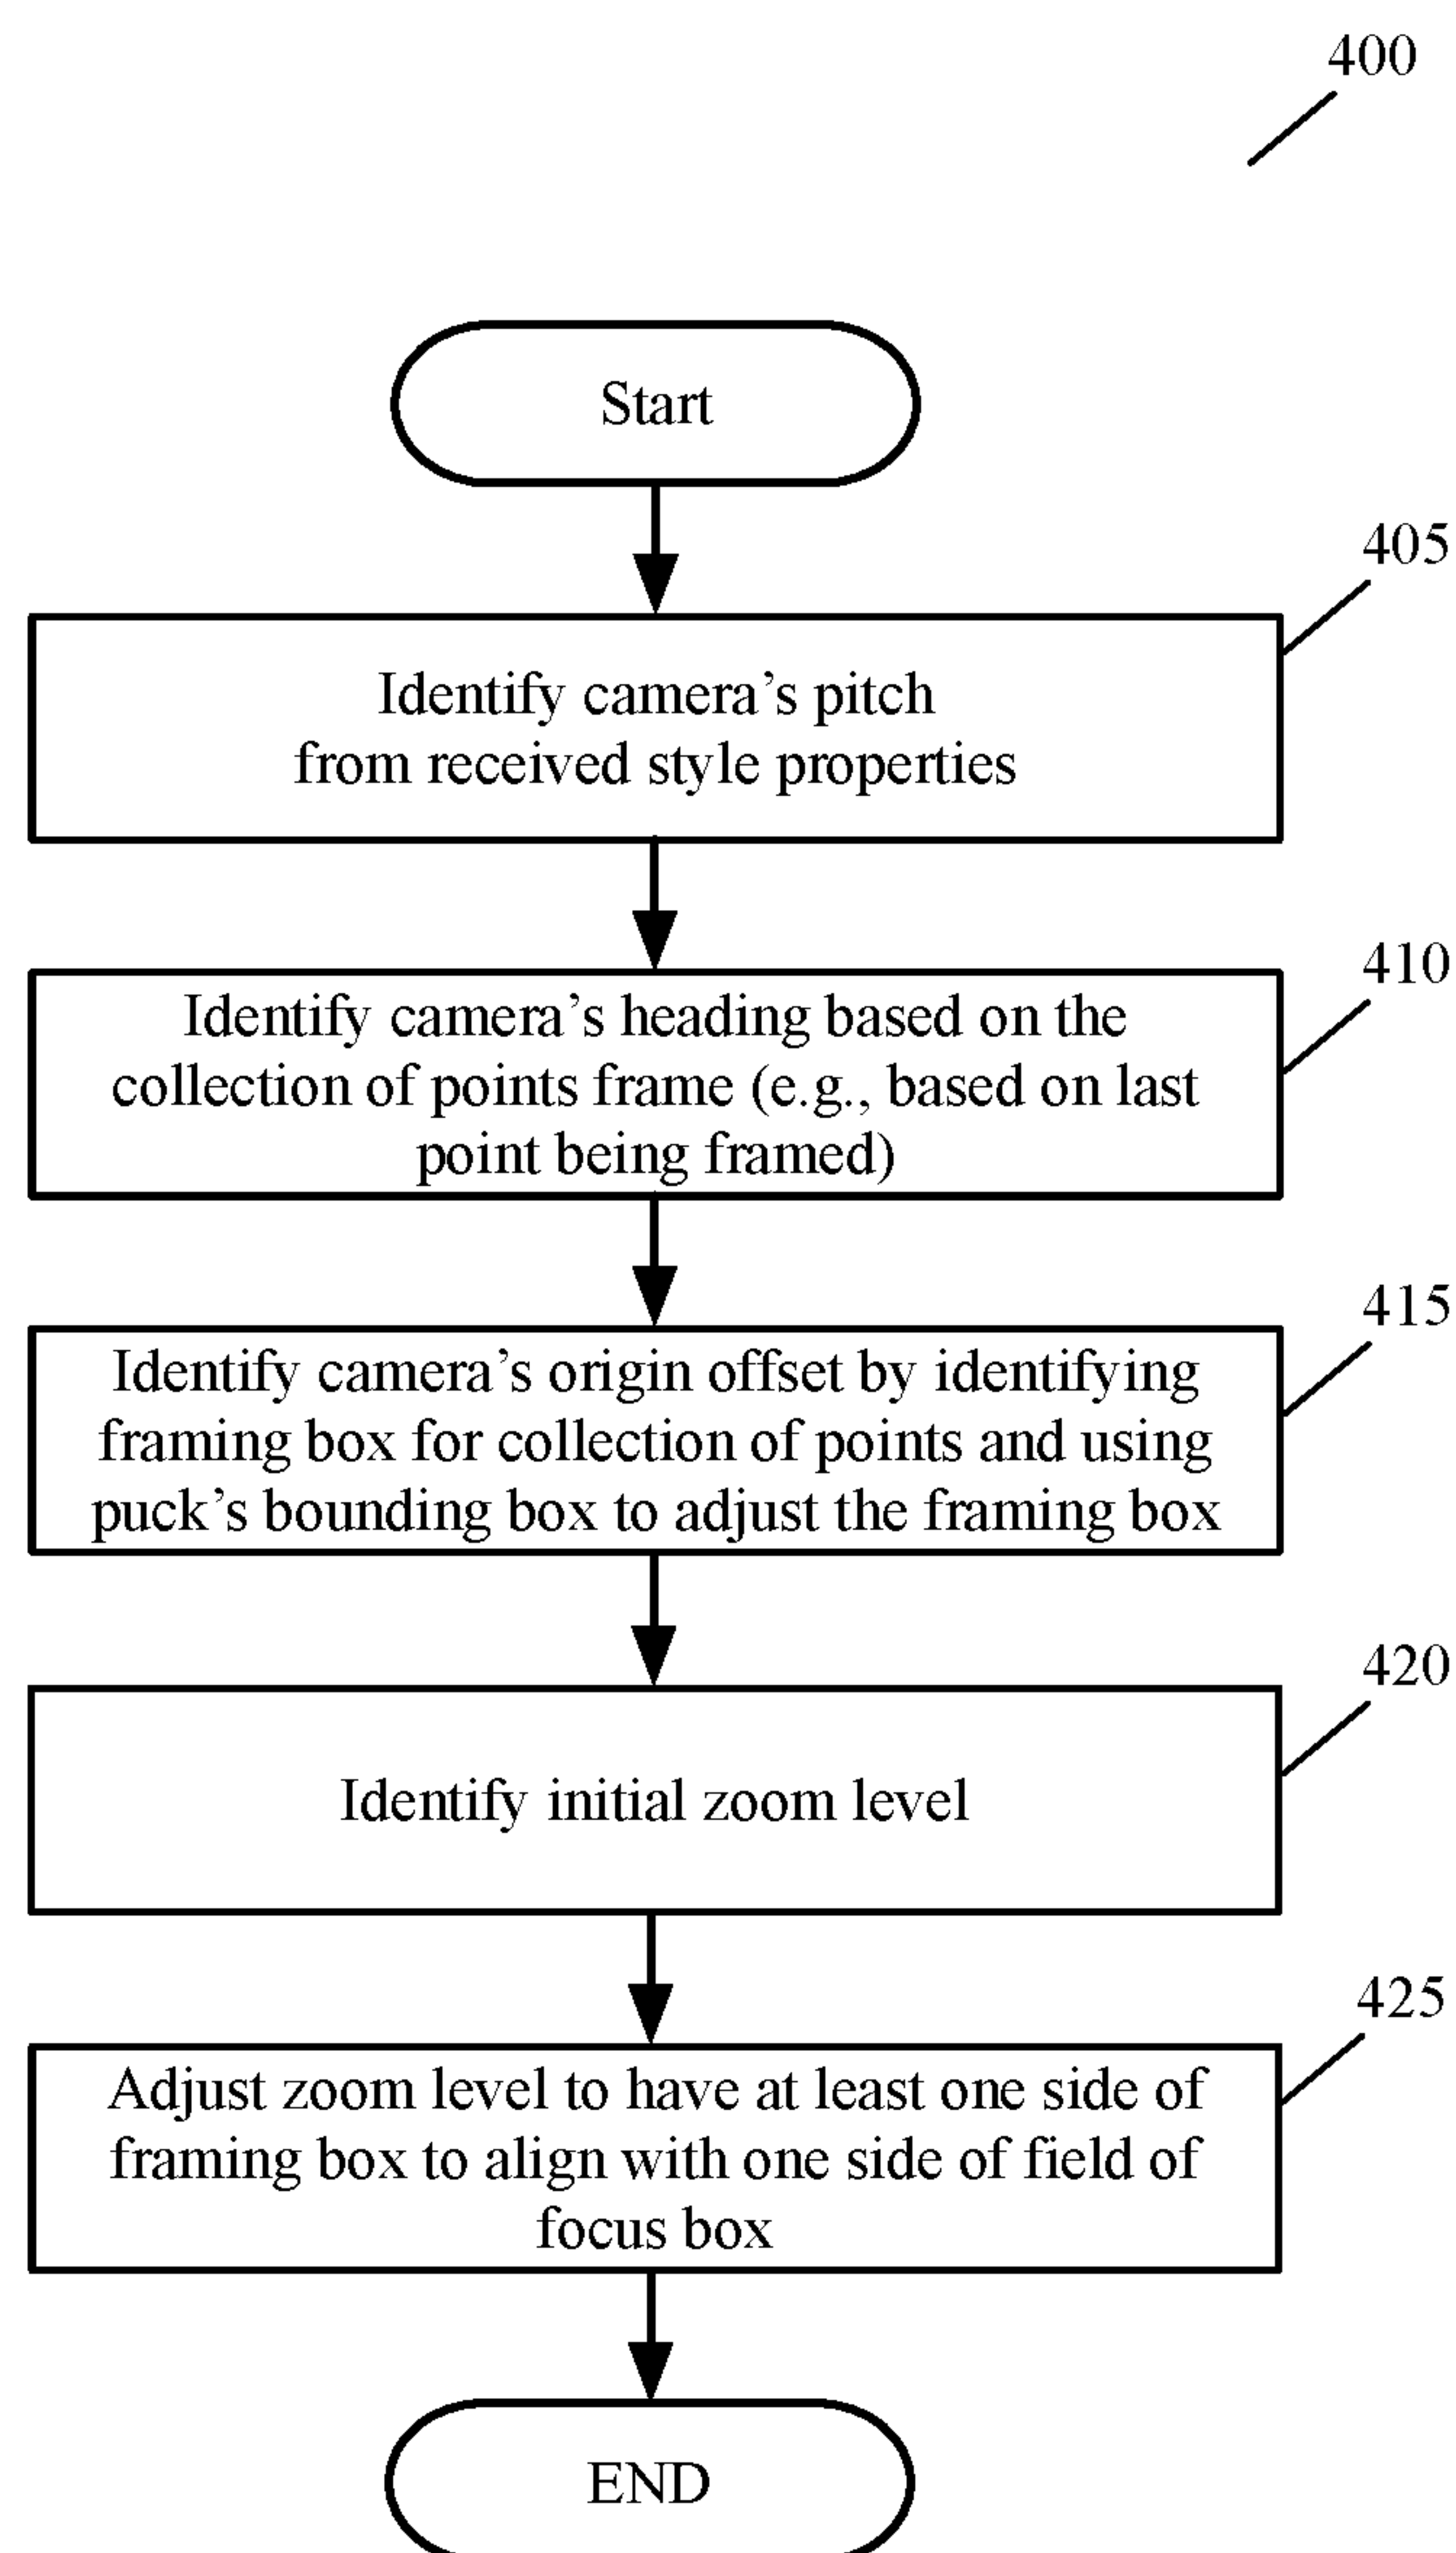 400
Start
405
Identify camera’s pitch
from received style properties
410
Identify camera’s heading based on the
collection of points frame (e.g., based on last
point being framed)
415
Identify camera’s origin offset by identifying
framing box for collection of points and using
puck’s bounding box to adjust the framing box
420
Identify initial zoom level
425
Adjust zoom level to have at least one side of
framing box to align with one side of field of
focus box
END